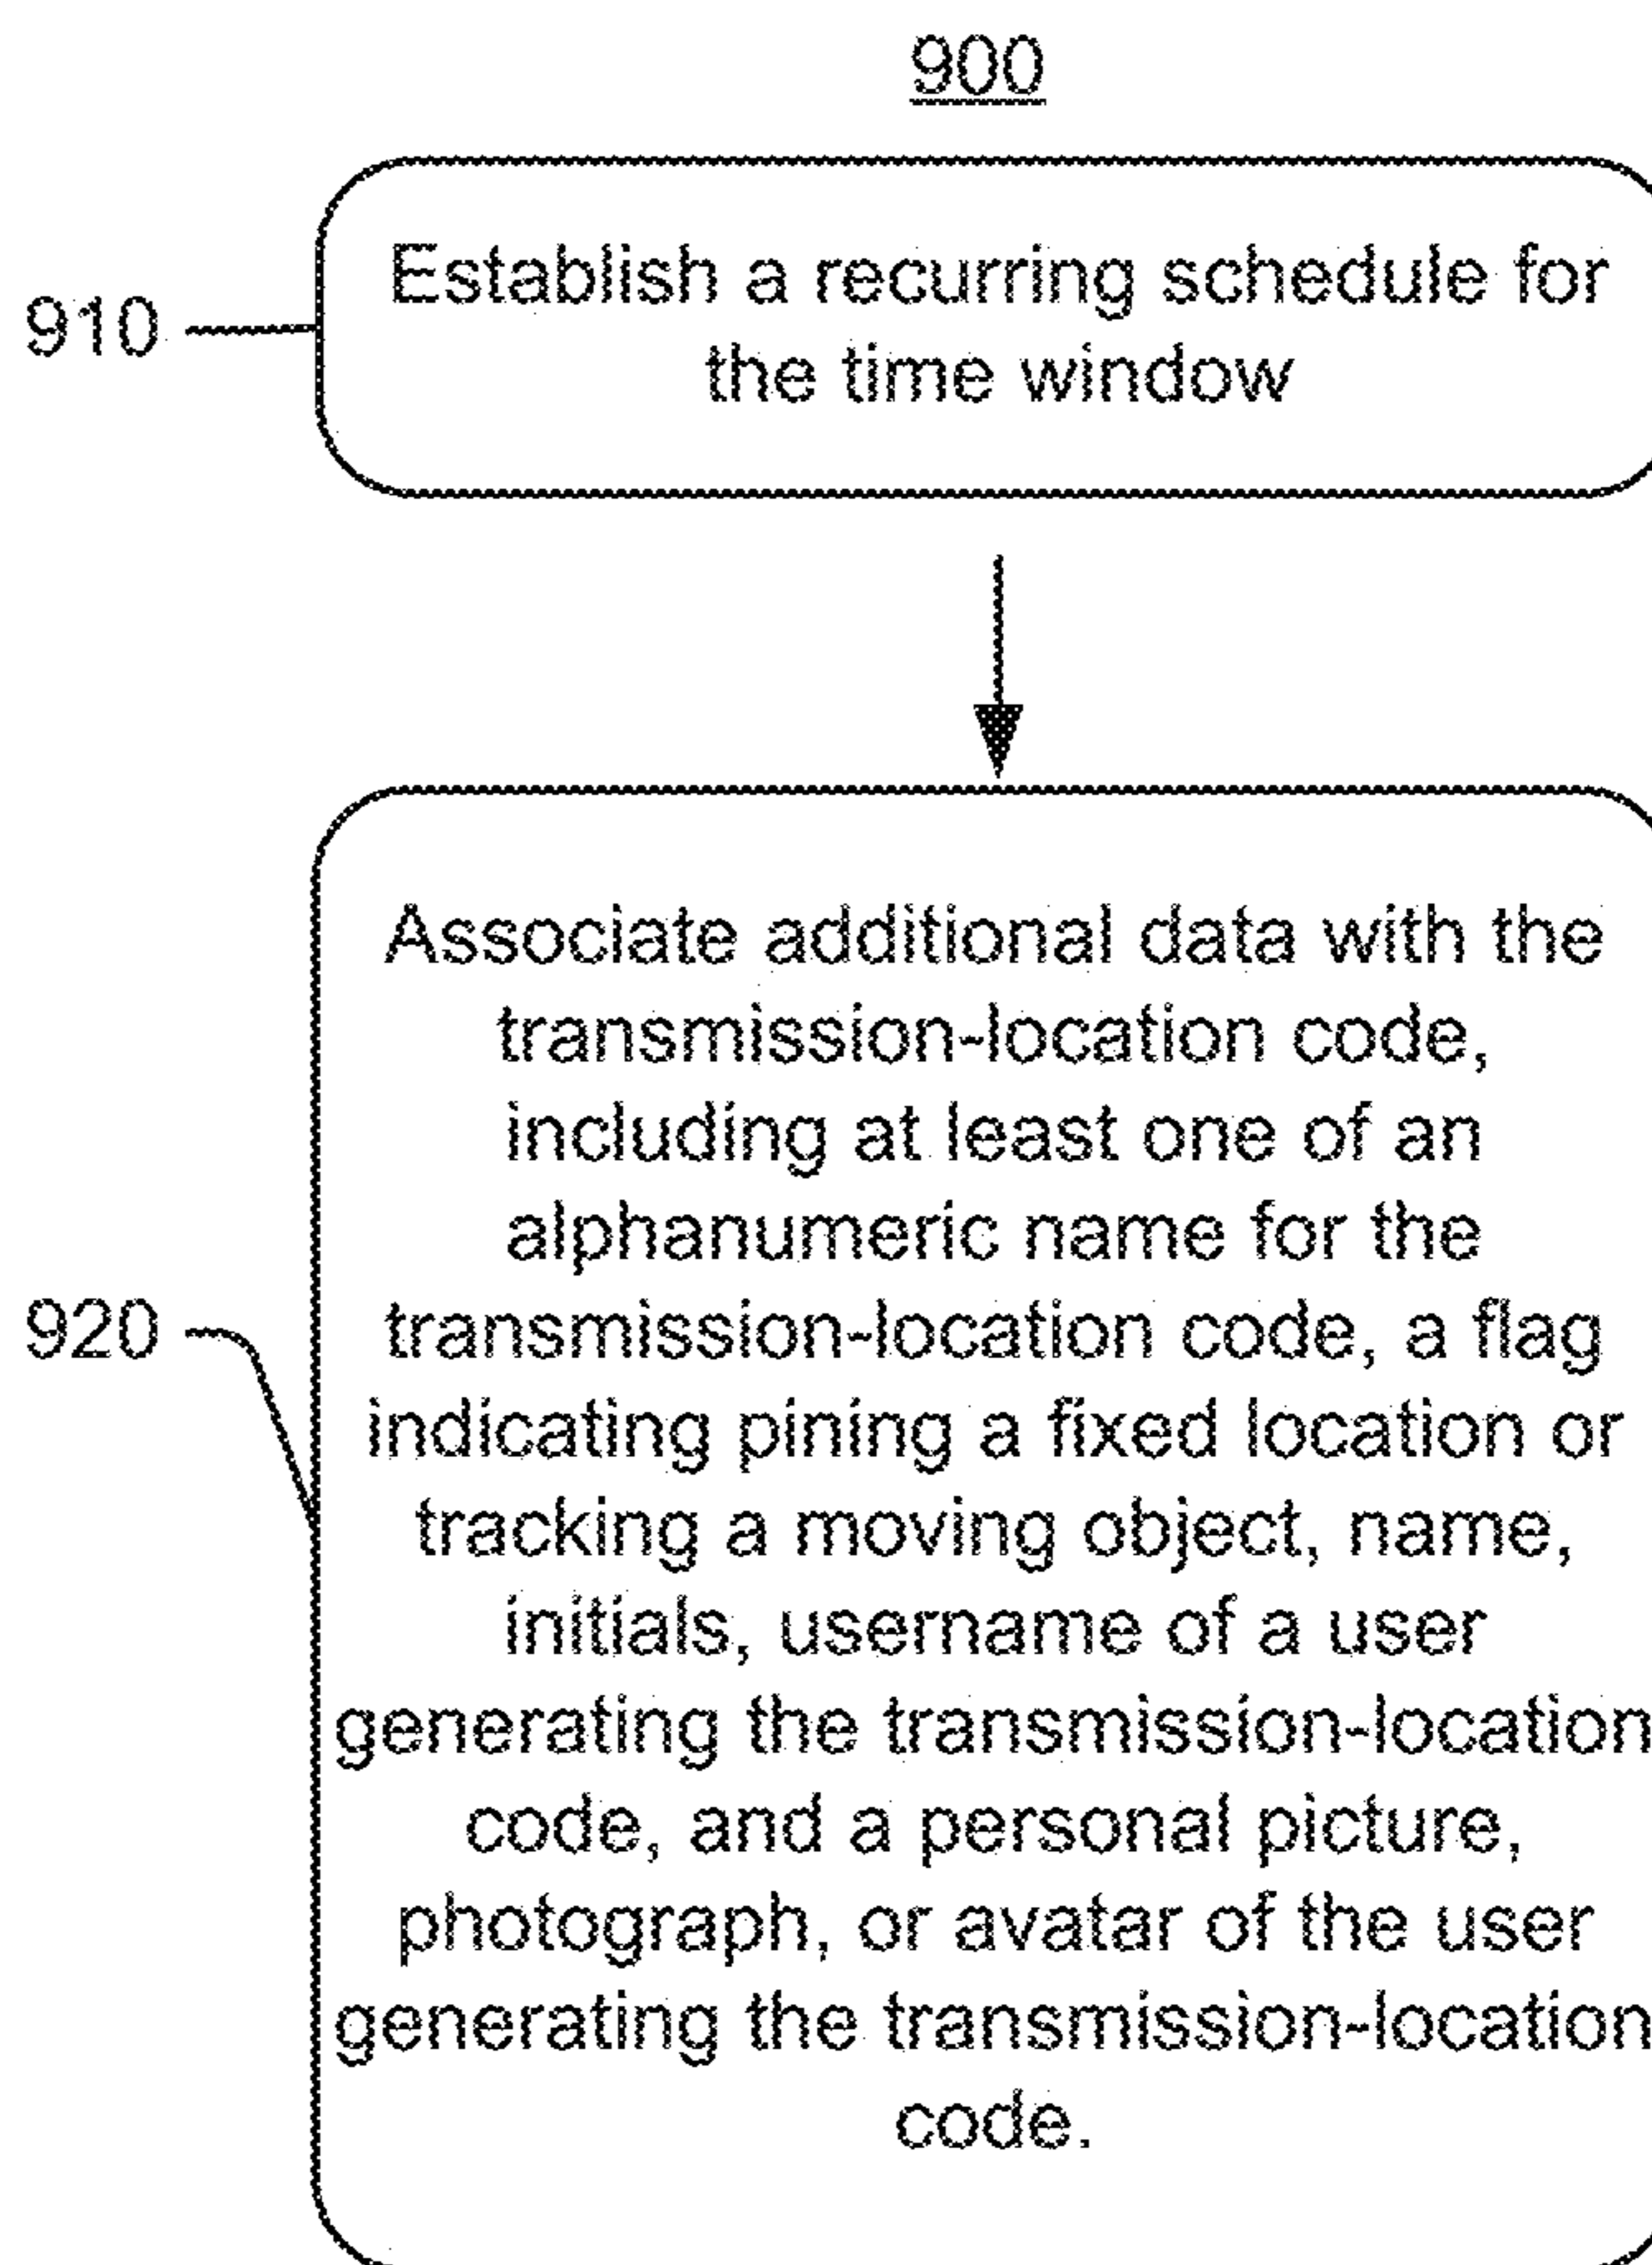 900
910
Establish a recurring schedule for
the time window
920
Associate additional data with the
transmission-location code,
including at least one of an
alphanumeric name for the
transmission-location code, a flag
indicating pining a fixed location or
tracking a moving object, name,
initials, username of a user
generating the transmission-location
code, and a personal picture,
photograph, or avatar of the user
generating the transmission-location
code.